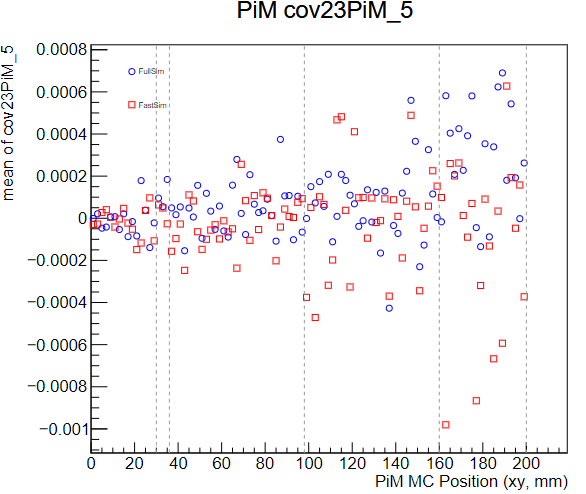 PiM cov23PiM_5
mean of cov23PiM_5
0.0008
0.0006
0.0004
0.0002
0
−0.0002
−0.0004
−0.0006
−0.0008
−0.001
FullSim
FastSim
0 20 40 60 80 100 120 140 160 180 200
PiM MC Position (xy, mm)